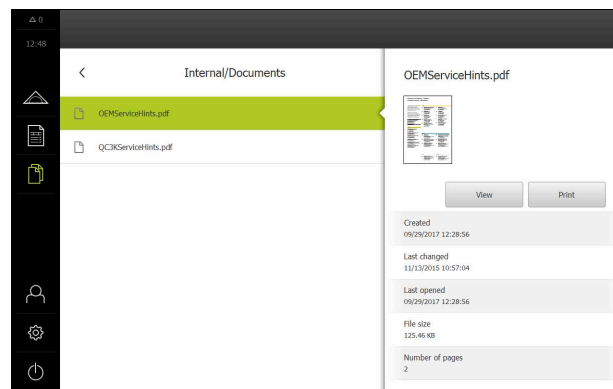 0
12:48
Internal/Documents
OEMServiceHints.pdf
QC3KServiceHints.pdf
OEMServiceHints.pdf
View Print
Created
09/29/2017 12:28:56
Last changed
11/13/2015 10:57:04
Last opened
09/29/2017 12:28:56
File size
125.46 KB
Number of pages
2